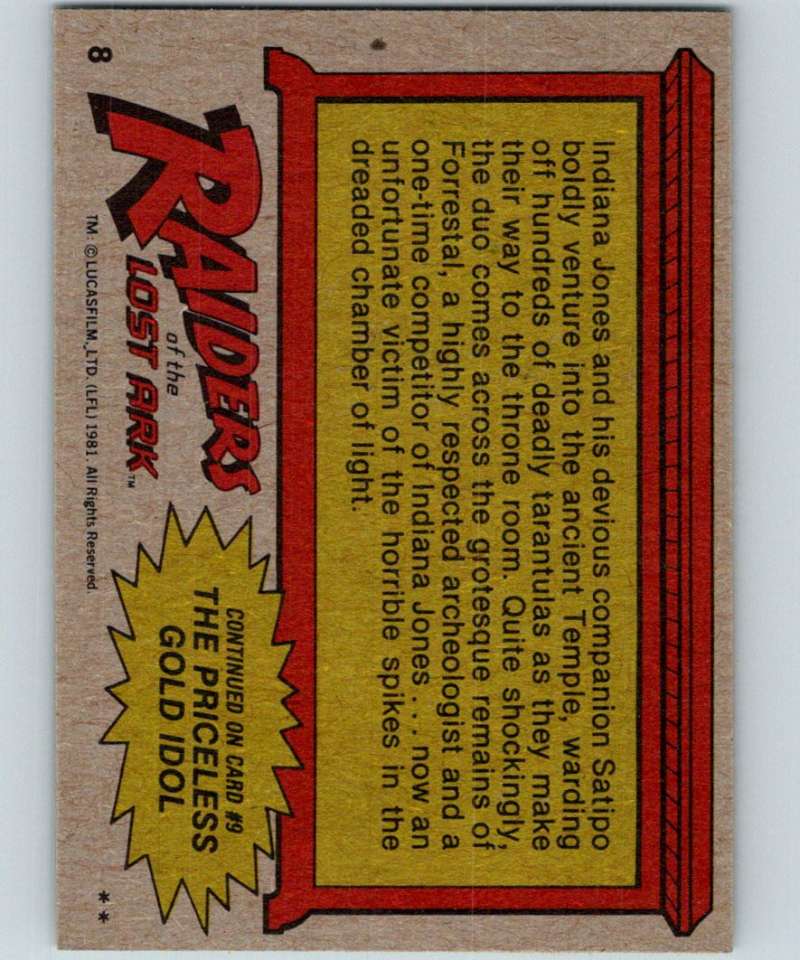 Indiana Jones and his devious companion Satipo
boldly venture into the ancient Temple, warding
off hundreds of deadly tarantulas as they make
their way to the throne room. Quite shockingly,
the duo comes across the grotesque remains of
Forrestal, a highly respected archeologist and a
one-time competitor of Indiana Jones . . . now an
unfortunate victim of the horrible spikes in the
dreaded chamber of light.
RAIDERS
of the
LOST ARK™
CONTINUED ON CARD #9
THE PRICELESS
GOLD IDOL
8
TM: © LUCASFILM, LTD. (LFL) 1981. All Rights Reserved.
**